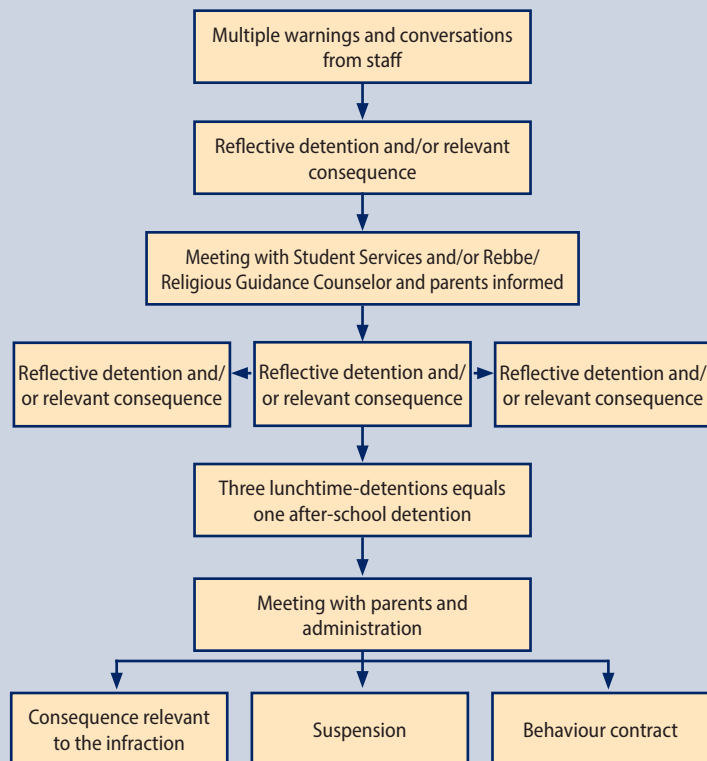 Multiple warnings and conversations
from staff
Reflective detention and/or relevant
consequence
Meeting with Student Services and/or Rebbe/
Religious Guidance Counselor and parents informed
Reflective detention and/
or relevant consequence
Reflective detention and/
or relevant consequence
Reflective detention and/
or relevant consequence
Three lunchtime-detentions equals
one after-school detention
Meeting with parents and
administration
Consequence relevant
to the infraction
Suspension
Behaviour contract